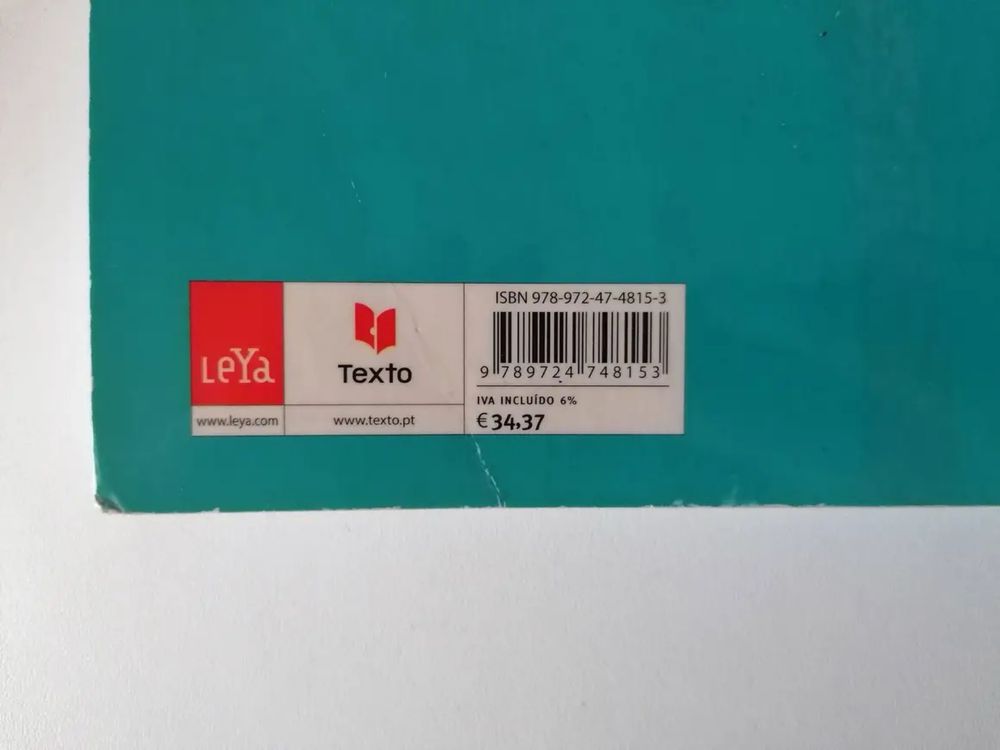 LeYa
www.leya.com
Texto
www.texto.pt
ISBN 978-972-47-4815-3
9 789724 748153
IVA INCLUÍDO 6%
€ 34,37